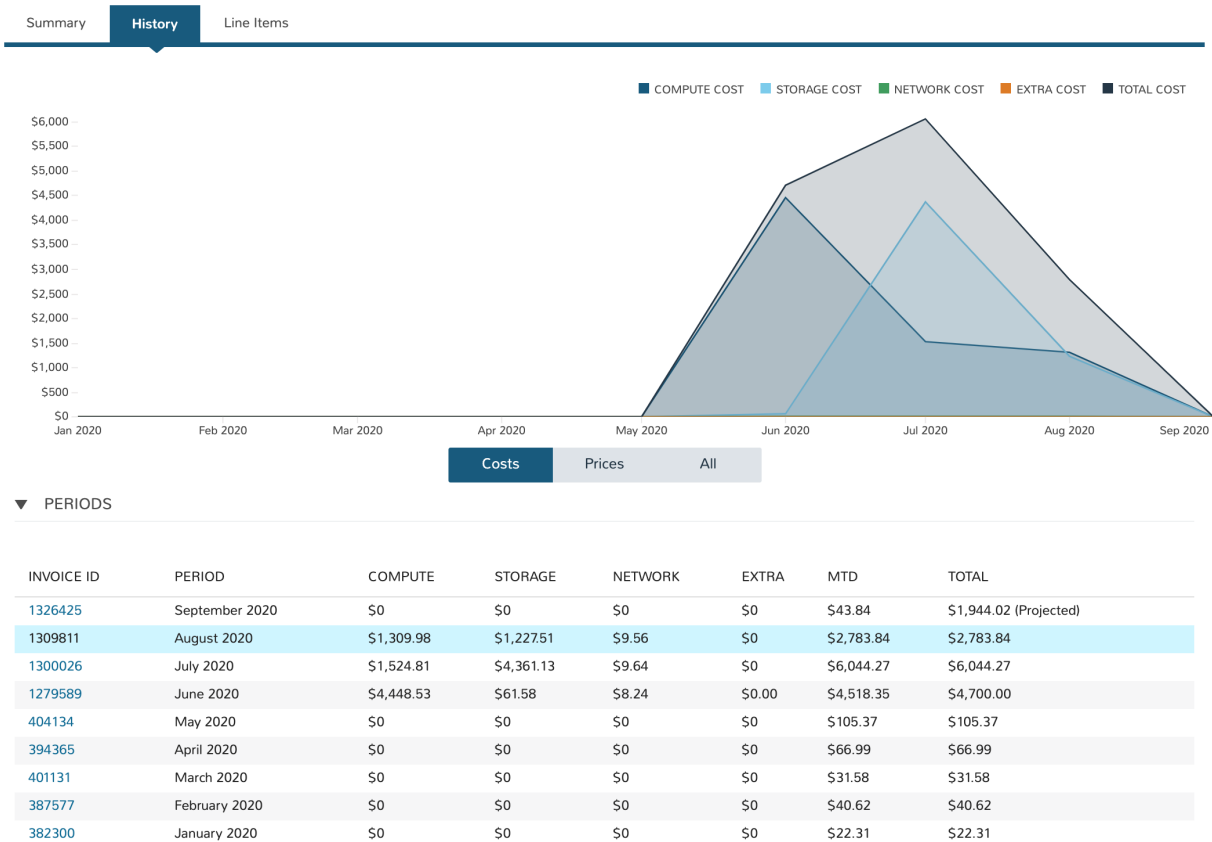 Summary History Line Items
COMPUTE COST STORAGE COST NETWORK COST EXTRA COST TOTAL COST
$6,000
$5,500
$5,000
$4,500
$4,000
$3,500
$3,000
$2,500
$2,000
$1,500
$1,000
$500
$0
Jan 2020 Feb 2020 Mar 2020 Apr 2020 May 2020 Jun 2020 Jul 2020 Aug 2020 Sep 2020
Costs Prices All
PERIODS
INVOICE ID PERIOD COMPUTE STORAGE NETWORK EXTRA MTD TOTAL
1326425 September 2020 $0 $0 $0 $0 $43.84 $1,944.02 (Projected)
1309811 August 2020 $1,309.98 $1,227.51 $9.56 $0 $2,783.84 $2,783.84
1300026 July 2020 $1,524.81 $4,361.13 $9.64 $0 $6,044.27 $6,044.27
1279589 June 2020 $4,448.53 $61.58 $8.24 $0.00 $4,518.35 $4,700.00
404134 May 2020 $0 $0 $0 $0 $105.37 $105.37
394365 April 2020 $0 $0 $0 $0 $66.99 $66.99
401131 March 2020 $0 $0 $0 $0 $31.58 $31.58
387577 February 2020 $0 $0 $0 $0 $40.62 $40.62
382300 January 2020 $0 $0 $0 $0 $22.31 $22.31